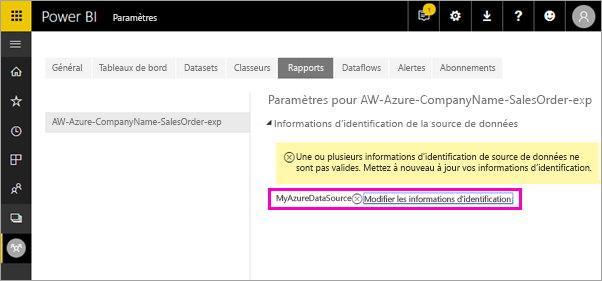 Power BI Paramètres 1 ?
Général Tableaux de bord Datasets Classeurs Rapports Dataflows Alertes Abonnements
AW-Azure-CompanyName-SalesOrder-exp
Paramètres pour AW-Azure-CompanyName-SalesOrder-exp
Informations d'identification de la source de données
Une ou plusieurs informations d'identification de source de données ne
sont pas valides. Mettez à nouveau à jour vos informations d'identification.
MyAzureDataSource Modifier les informations d'identification